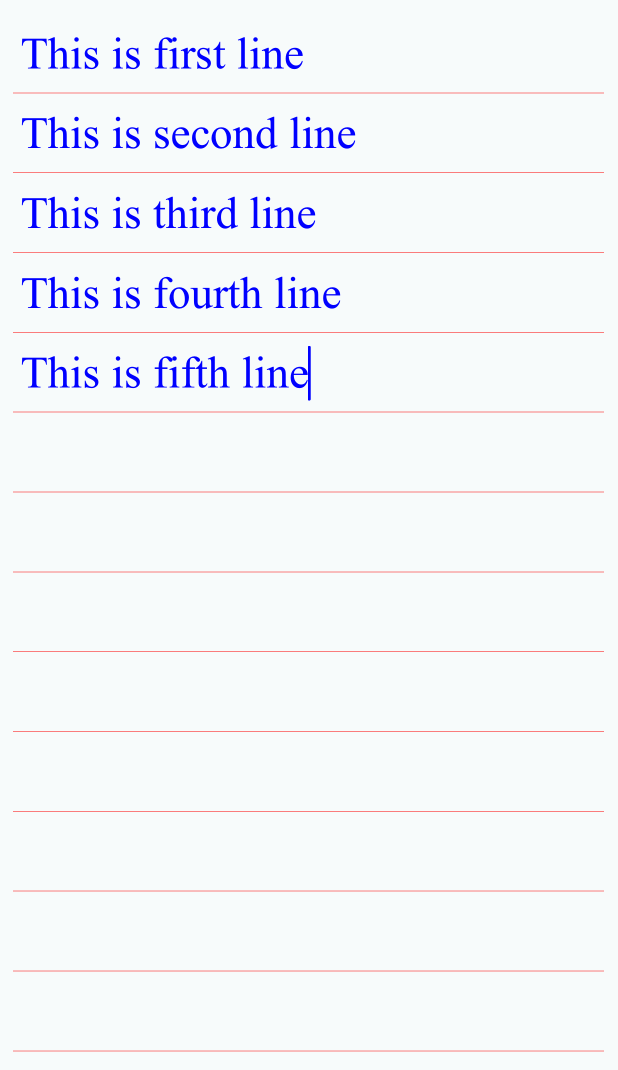 This is first line
This is second line
This is third line
This is fourth line
This is fifth line